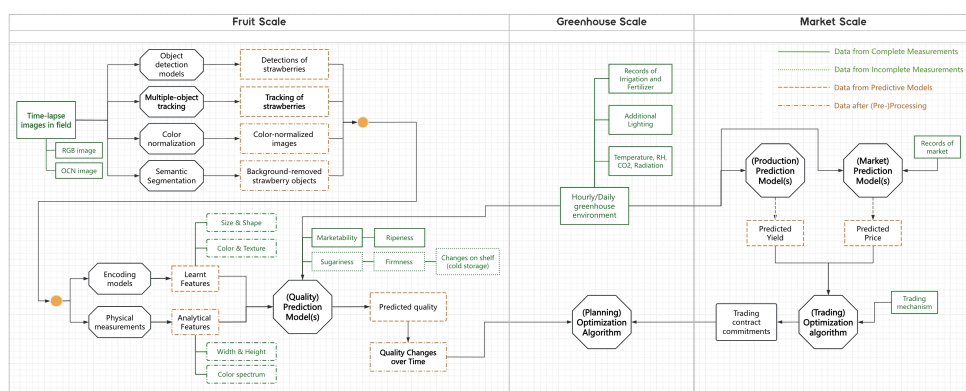 Fruit Scale
Greenhouse Scale
Market Scale
Data from Complete Measurements
Data from Incomplete Measurements
Data from Predictive Models
Data after (Pre-)Processing
Time-lapse
images in field
RGB image
OCN image
Object
detection
models
Multiple-object
tracking
Color
normalization
Semantic
Segmentation
Detections of
strawberries
Tracking of
strawberries
Color-normalized
images
Background-removed
strawberry objects
Records of
Irrigation and
Fertilizer
Additional
Lighting
Temperature, RH,
CO2, Radiation
Hourly/Daily
greenhouse
environment
(Production)
Prediction
Model(s)
(Market)
Prediction
Model(s)
Records of
market
Predicted
Yield
Predicted
Price
Size & Shape
Color & Texture
Encoding
models
Learnt
Features
Physical
measurements
Analytical
Features
Width & Height
Color spectrum
Marketability
Ripeness
Sugariness
Firmness
Changes on shelf
(cold storage)
(Quality)
Prediction
Model(s)
Predicted quality
Quality Changes
over Time
(Planning)
Optimization
Algorithm
Trading
contract
commitments
(Trading)
Optimization
algorithm
Trading
mechanism